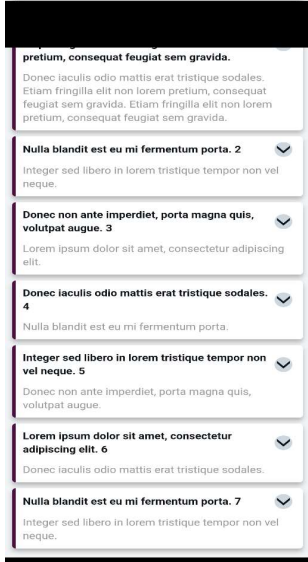 pretium, consequat feugiat sem gravida.
Donec iaculis odio mattis erat tristique sodales.
Etiam fringilla elit non lorem pretium, consequat
feugiat sem gravida. Etiam fringilla elit non lorem
pretium, consequat feugiat sem gravida.
Nulla blandit est eu mi fermentum porta. 2
Integer sed libero in lorem tristique tempor non vel
neque.
Donec non ante imperdiet, porta magna quis,
volutpat augue. 3
Lorem ipsum dolor sit amet, consectetur adipiscing
elit.
Donec iaculis odio mattis erat tristique sodales.
4
Nulla blandit est eu mi fermentum porta.
Integer sed libero in lorem tristique tempor non
vel neque. 5
Donec non ante imperdiet, porta magna quis,
volutpat augue.
Lorem ipsum dolor sit amet, consectetur
adipiscing elit. 6
Donec iaculis odio mattis erat tristique sodales.
Nulla blandit est eu mi fermentum porta. 7
Integer sed libero in lorem tristique tempor non vel
neque.